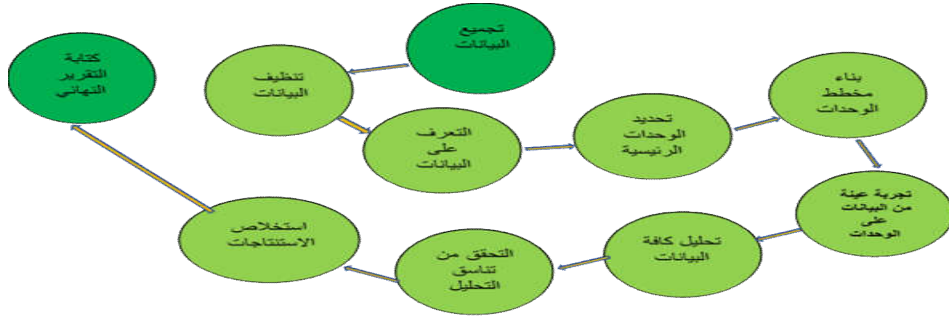 تجميع
البيانات
تنظيف
البيانات
التعرف
على
البيانات
تحديد
الوحدات
الرئيسية
بناء
مخطط
الوحدات
تجربة عينة
من البيانات
على
الوحدات
تحليل كافة
البيانات
التحقق من
تناسق
التحليل
استخلاص
الاستنتاجات
كتابة
التقرير
النهائي